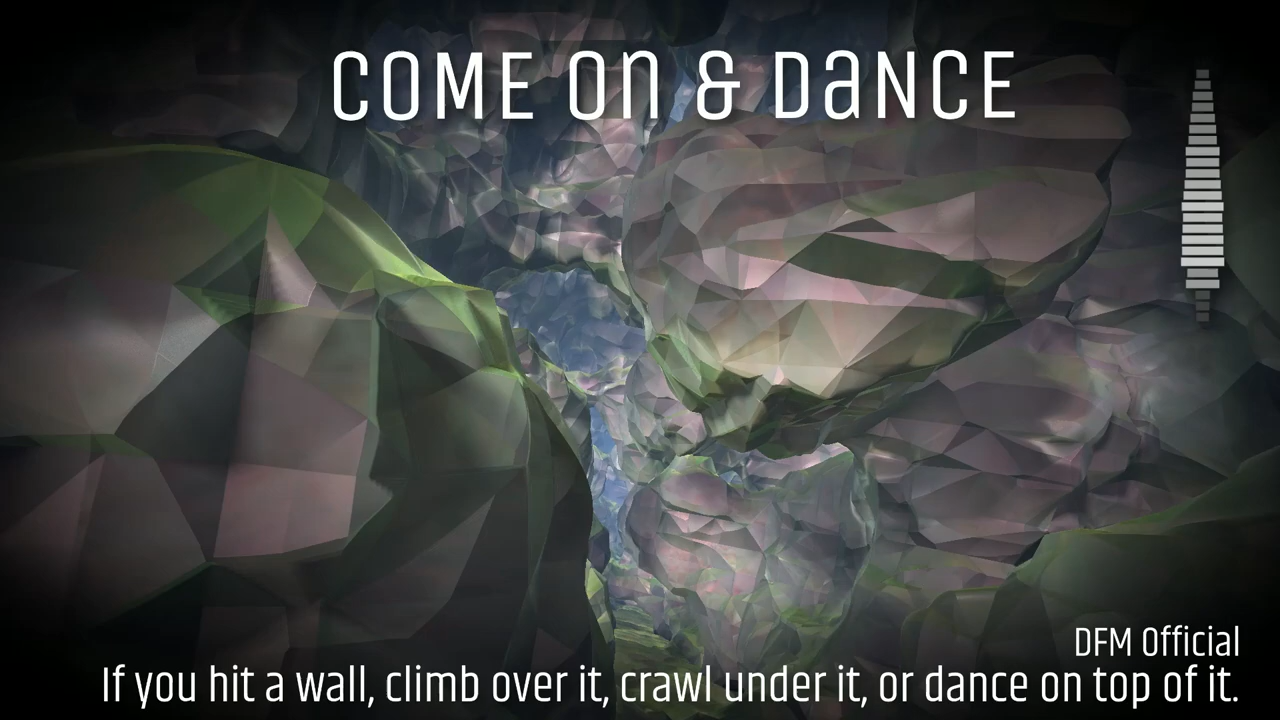 COME On & DaNCE
DFM Official
If you hit a wall, climb over it, crawl under it, or dance on top of it.